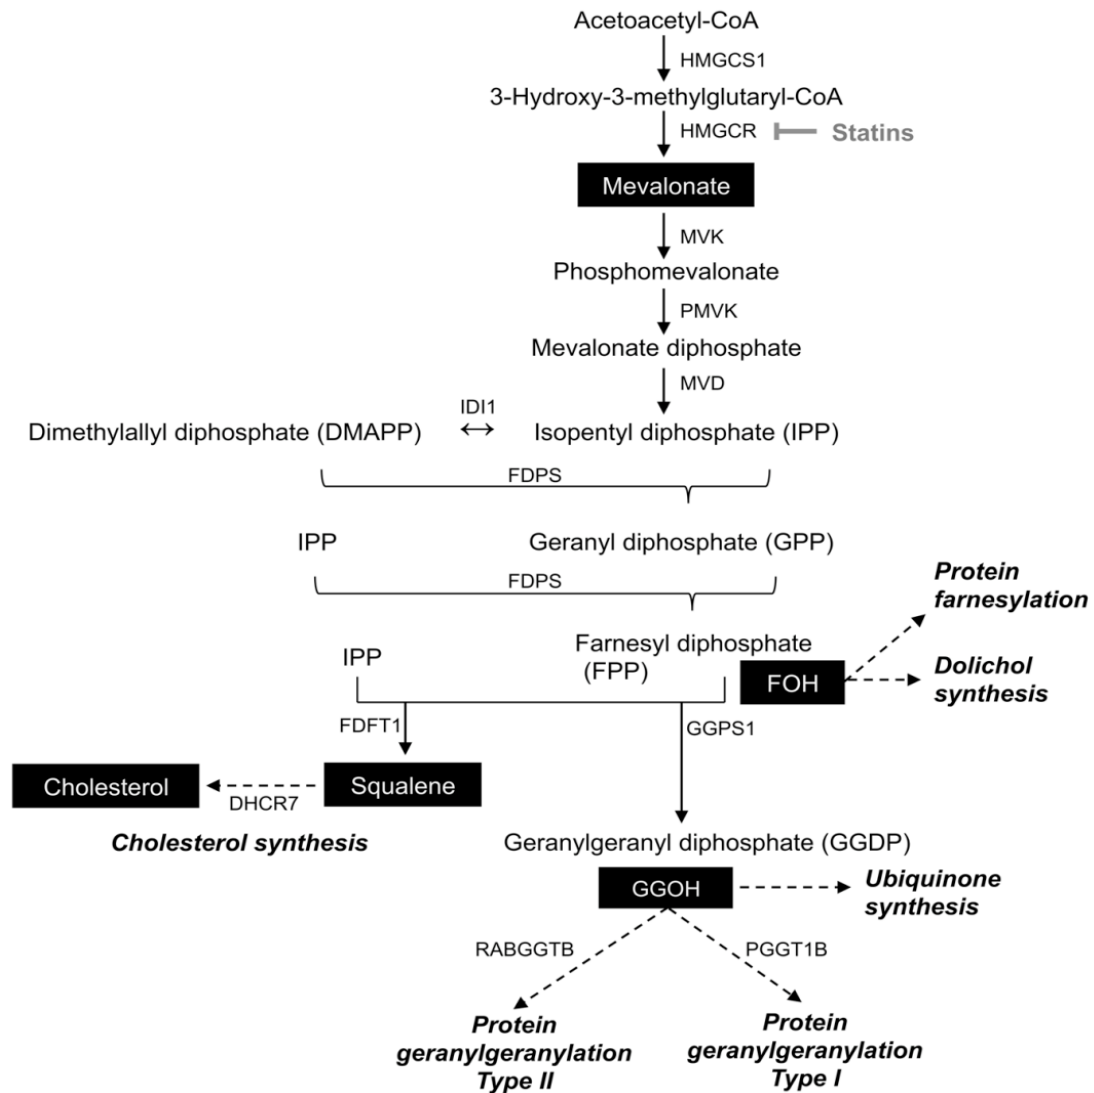 Acetoacetyl-CoA
HMGCS1
3-Hydroxy-3-methylglutaryl-CoA
HMGCR
Statins
Mevalonate
MVK
Phosphomevalonate
PMVK
Mevalonate diphosphate
MVD
IDI1
Dimethylallyl diphosphate (DMAPP)
Isopentyl diphosphate (IPP)
FDPS
IPP
Geranyl diphosphate (GPP)
FDPS
Protein
farnesylation
IPP
Farnesyl diphosphate
(FPP)
FOH
Dolichol
synthesis
FDFT1
GGPS1
Cholesterol
DHCR7
Squalene
Cholesterol synthesis
Geranylgeranyl diphosphate (GGDP)
GGOH
Ubiquinone
synthesis
RABGGTB
PGGT1B
Protein
geranylgeranylation
Type II
Protein
geranylgeranylation
Type I